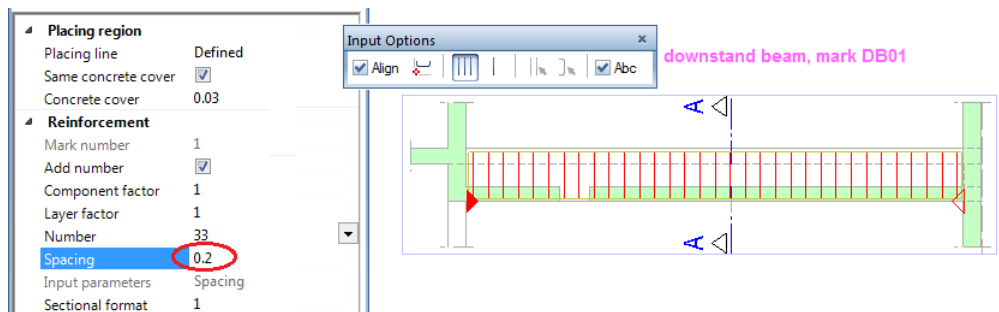 Placing region
Placing line Defined
Same concrete cover
Concrete cover 0.03
Reinforcement
Mark number 1
Add number
Component factor 1
Layer factor 1
Number 33
Spacing 0.2
Input parameters Spacing
Sectional format 1
Input Options ×
Align Abc
downstand beam, mark DB01
A
A